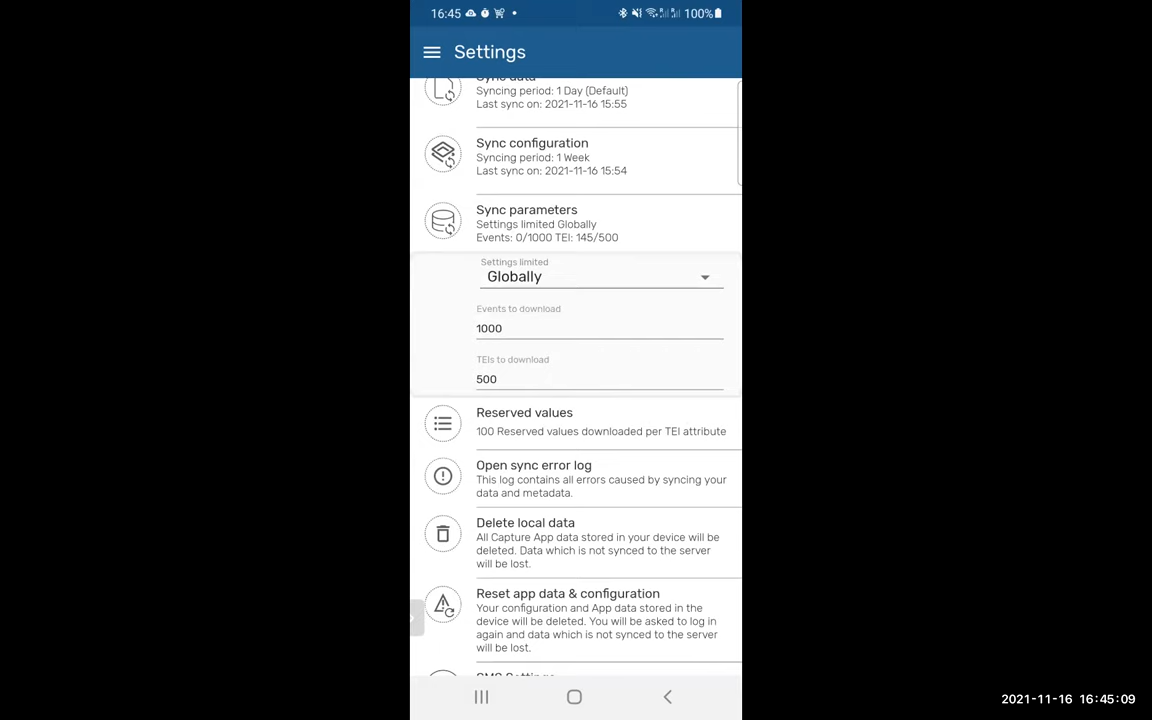 16:45
100%
Settings
Sync data
Syncing period: 1 Day (Default)
Last sync on: 2021-11-16 15:55
Sync configuration
Syncing period: 1 Week
Last sync on: 2021-11-16 15:54
Sync parameters
Settings limited Globally
Events: 0/1000 TEI: 145/500
Settings limited
Globally
Events to download
1000
TEIs to download
500
Reserved values
100 Reserved values downloaded per TEI attribute
Open sync error log
This log contains all errors caused by syncing your
data and metadata.
Delete local data
All Capture App data stored in your device will be
deleted. Data which is not synced to the server
will be lost.
Reset app data & configuration
Your configuration and App data stored in the
device will be deleted. You will be asked to log in
again and data which is not synced to the server
will be lost.
SMS Settings
2021-11-16 16:45:09